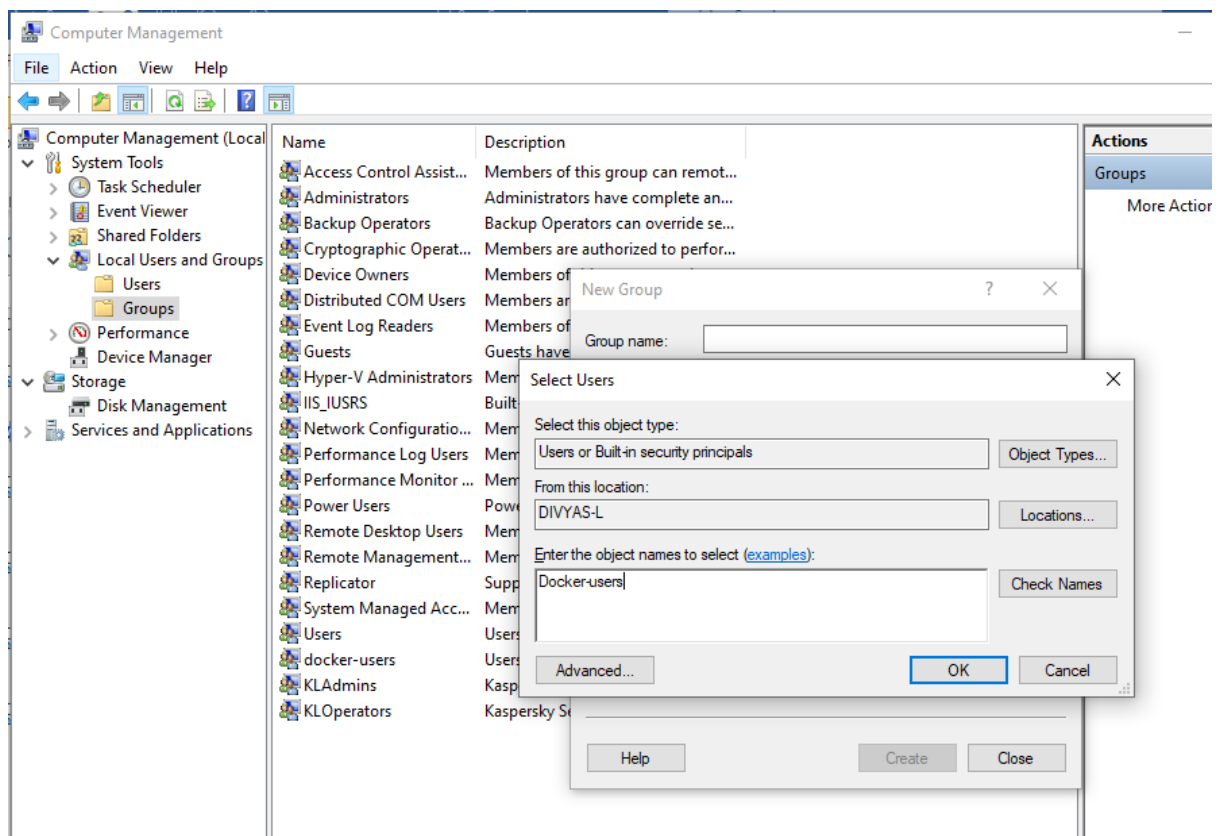 Computer Management
File Action View Help
Computer Management (Local
System Tools
Task Scheduler
Event Viewer
Shared Folders
Local Users and Groups
Users
Groups
Performance
Device Manager
Storage
Disk Management
Services and Applications
Name Description
Access Control Assist... Members of this group can remot...
Administrators Administrators have complete an...
Backup Operators Backup Operators can override se...
Cryptographic Operat... Members are authorized to perfor...
Device Owners Members of
Distributed COM Users Members ar
Event Log Readers Members of
Guests Guests have
Hyper-V Administrators Mem
IIS_IUSRS Built-
Network Configuratio... Mem
Performance Log Users Mem
Performance Monitor ... Mem
Power Users Powe
Remote Desktop Users Mem
Remote Management... Mem
Replicator Supp
System Managed Acc... Mem
Users Users
docker-users Users
KLAdmins Kasp
KLOperators Kaspersky Se
Actions
Groups
More Action
New Group ?
Group name:
Select Users
Select this object type:
Users or Built-in security principals Object Types...
From this location:
DIVYAS-L Locations...
Enter the object names to select (examples):
Docker-users Check Names
Advanced... OK Cancel
Help Create Close